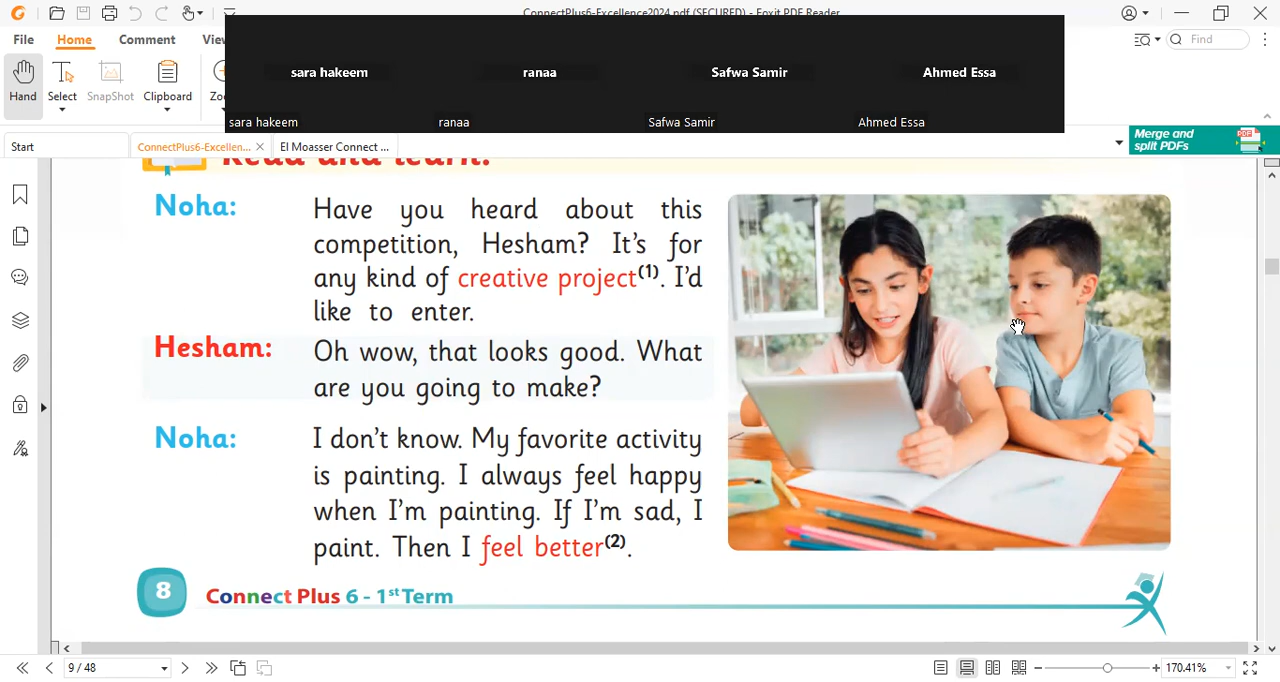 ConnectPlus6-Excellence2024.pdf (SECURED) - Foxit PDF Reader
File Home Comment View
Find
Hand Select SnapShot Clipboard
sara hakeem ranaa Safwa Samir Ahmed Essa
sara hakeem ranaa Safwa Samir Ahmed Essa
Start ConnectPlus6-Excellen... El Moasser Connect ...
Merge and
split PDFs
Read and learn:
Noha: Have you heard about this
competition, Hesham? It's for
any kind of creative project(1). I'd
like to enter.
Hesham: Oh wow, that looks good. What
are you going to make?
Noha: I don't know. My favorite activity
is painting. I always feel happy
when I'm painting. If I'm sad, I
paint. Then I feel better(2).
8 Connect Plus 6 - 1st Term
9 / 48
170.41%